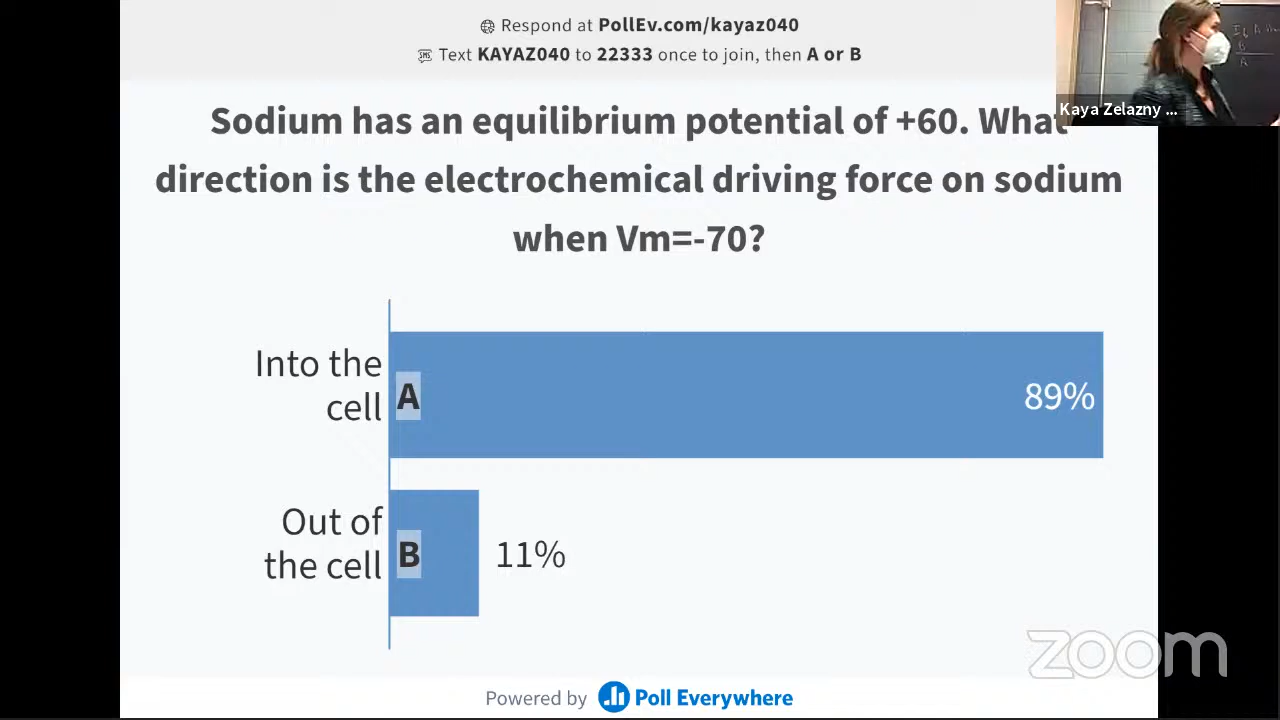 Respond at PollEv.com/kayaz040
Text KAYAZ040 to 22333 once to join, then A or B
Kaya Zelazny ...
Sodium has an equilibrium potential of +60. What
direction is the electrochemical driving force on sodium
when Vm=-70?
Into the
cell
A
89%
Out of
the cell
B
11%
zoom
Powered by Poll Everywhere